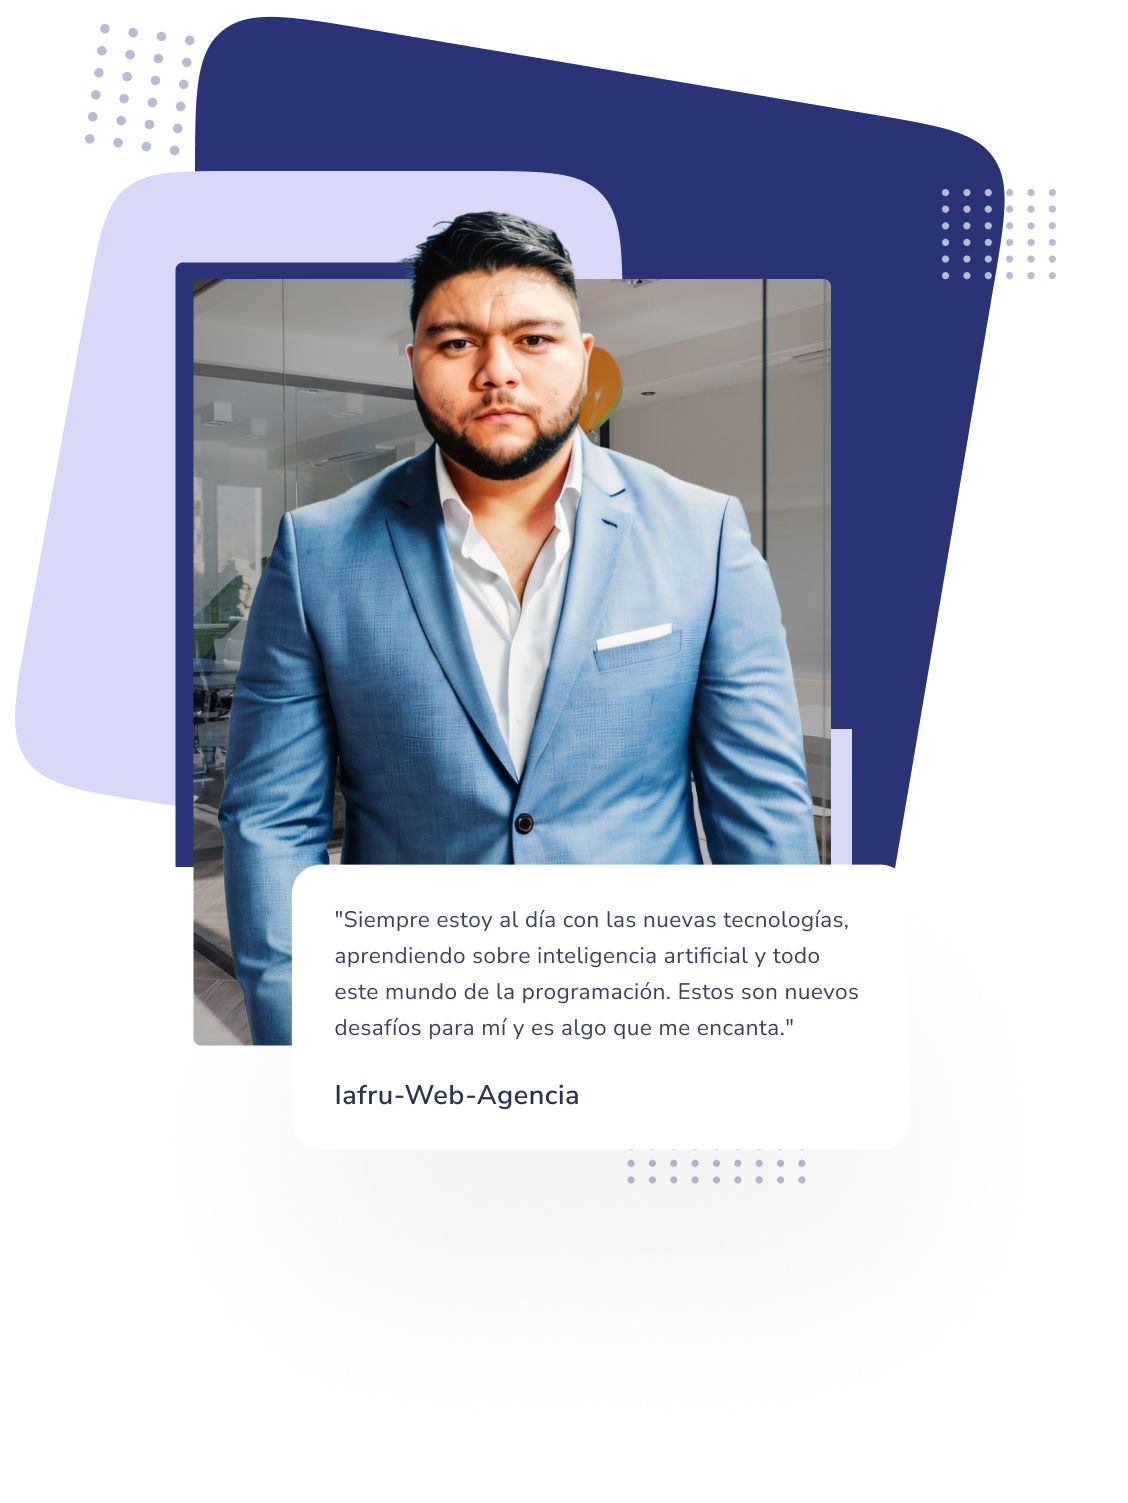 "Siempre estoy al día con las nuevas tecnologías,
aprendiendo sobre inteligencia artificial y todo
este mundo de la programación. Estos son nuevos
desafíos para mí y es algo que me encanta."
Iafru-Web-Agencia